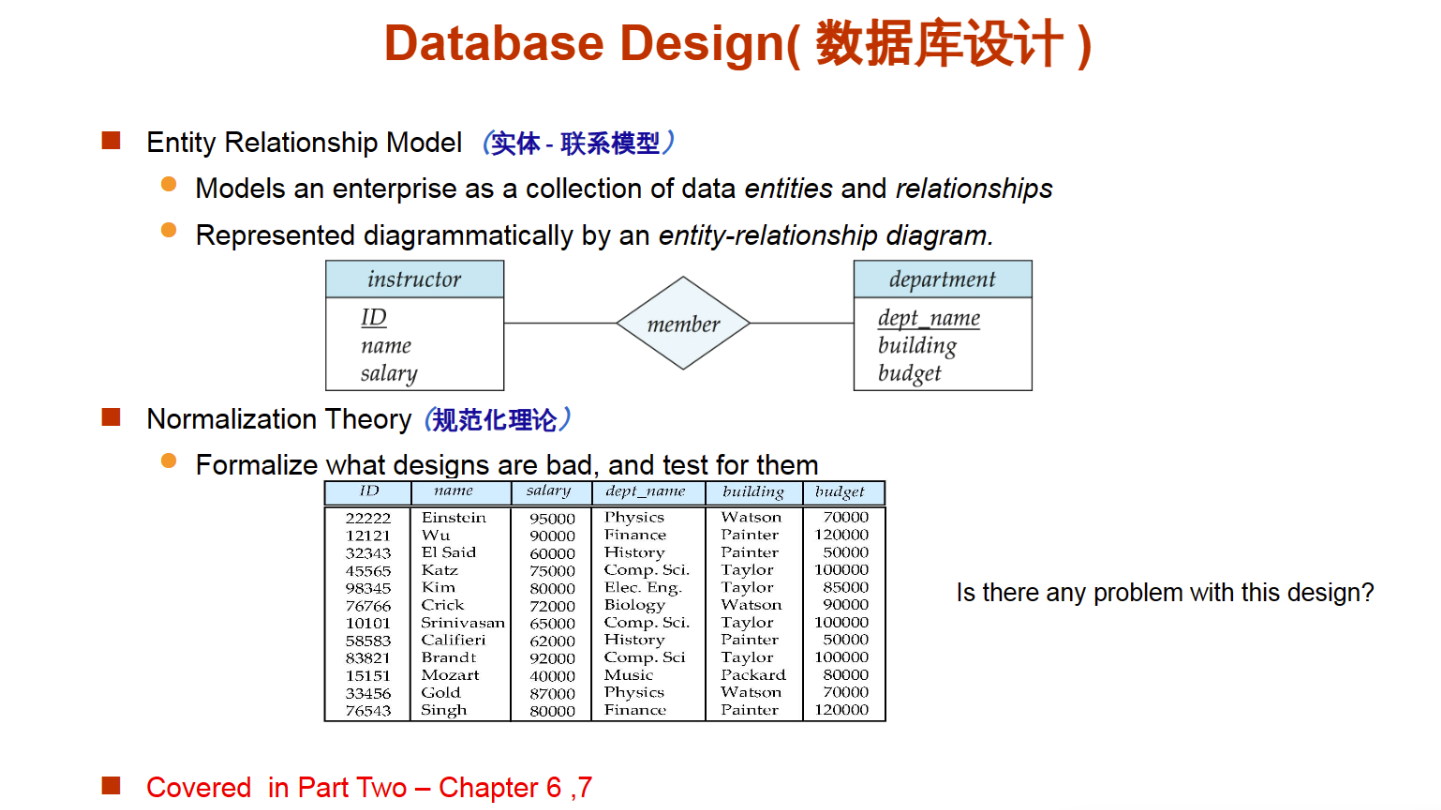 Database Design( 数据库设计 )
Entity Relationship Model （实体 - 联系模型）
Models an enterprise as a collection of data entities and relationships
Represented diagrammatically by an entity-relationship diagram.
instructor
ID
name
salary
member
department
dept_name
building
budget
Normalization Theory （规范化理论）
Formalize what designs are bad, and test for them
ID name salary dept_name building budget
22222 Einstein 95000 Physics Watson 70000
12121 Wu 90000 Finance Painter 120000
32343 El Said 60000 History Painter 50000
45565 Katz 75000 Comp. Sci. Taylor 100000
98345 Kim 80000 Elec. Eng. Taylor 85000
76766 Crick 72000 Biology Watson 90000
10101 Srinivasan 65000 Comp. Sci. Taylor 100000
58583 Califieri 62000 History Painter 50000
83821 Brandt 92000 Comp. Sci Taylor 100000
15151 Mozart 40000 Music Packard 80000
33456 Gold 87000 Physics Watson 70000
76543 Singh 80000 Finance Painter 120000
Is there any problem with this design?
Covered in Part Two – Chapter 6 ,7